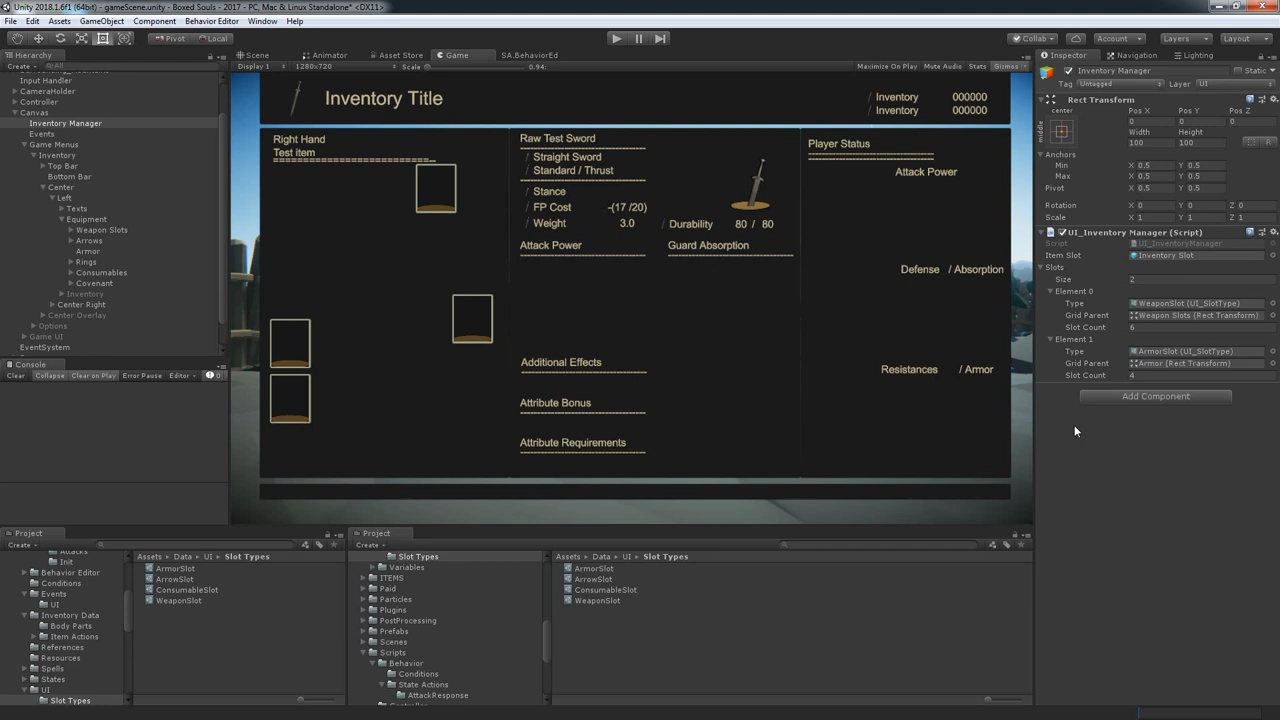 Unity 2018.1.6f1 (64bit) - gameScene.unity - Boxed Souls - 2017 - PC, Mac & Linux Standalone* <DX11>
File Edit Assets GameObject Component Behavior Editor Window Help
Pivot Local
Collab Account Layers Layout
Hierarchy
Create All
Input Handler
CameraHolder
Controller
Canvas
Inventory Manager
Events
Game Menus
Inventory
Top Bar
Bottom Bar
Center
Left
Texts
Equipment
Weapon Slots
Arrows
Armor
Rings
Consumables
Covenant
Inventory
Center Right
Center Overlay
Options
Game UI
EventSystem
Console
Clear Collapse Clear on Play Error Pause Editor 0
Scene Animator Asset Store Game SA.BehaviorEd
Display 1 1280x720 Scale 0.94: Maximize On Play Mute Audio Stats Gizmos
Inventory Title
/ Inventory 000000
/ Inventory 000000
Right Hand
Test item
Raw Test Sword
/ Straight Sword
/ Standard / Thrust
Stance
FP Cost -(17 /20)
Weight 3.0
/ Durability 80 / 80
Attack Power Guard Absorption
Additional Effects
Attribute Bonus
Attribute Requirements
Player Status
Attack Power
Defense / Absorption
Resistances / Armor
Inspector Navigation Lighting
Inventory Manager Static
Tag Untagged Layer UI
Rect Transform
center Pos X Pos Y Pos Z
middle 0 0 0
Width Height
100 100 R
Anchors
Min X 0.5 Y 0.5
Max X 0.5 Y 0.5
Pivot X 0.5 Y 0.5
Rotation X 0 Y 0 Z 0
Scale X 1 Y 1 Z 1
UI_Inventory Manager (Script)
Script UI_InventoryManager
Item Slot Inventory Slot
Slots
Size 2
Element 0
Type WeaponSlot (UI_SlotType)
Grid Parent Weapon Slots (Rect Transform)
Slot Count 6
Element 1
Type ArmorSlot (UI_SlotType)
Grid Parent Armor (Rect Transform)
Slot Count 4
Add Component
Project
Create
Attacks
Init
Behavior Editor
Conditions
Events
UI
Inventory Data
Body Parts
Item Actions
References
Resources
Spells
States
UI
Slot Types
Assets Data UI Slot Types
ArmorSlot
ArrowSlot
ConsumableSlot
WeaponSlot
Project
Create
Slot Types
Variables
ITEMS
Paid
Particles
Plugins
PostProcessing
Prefabs
Scenes
Scripts
Behavior
Conditions
State Actions
AttackResponse
Assets Data UI Slot Types
ArmorSlot
ArrowSlot
ConsumableSlot
WeaponSlot